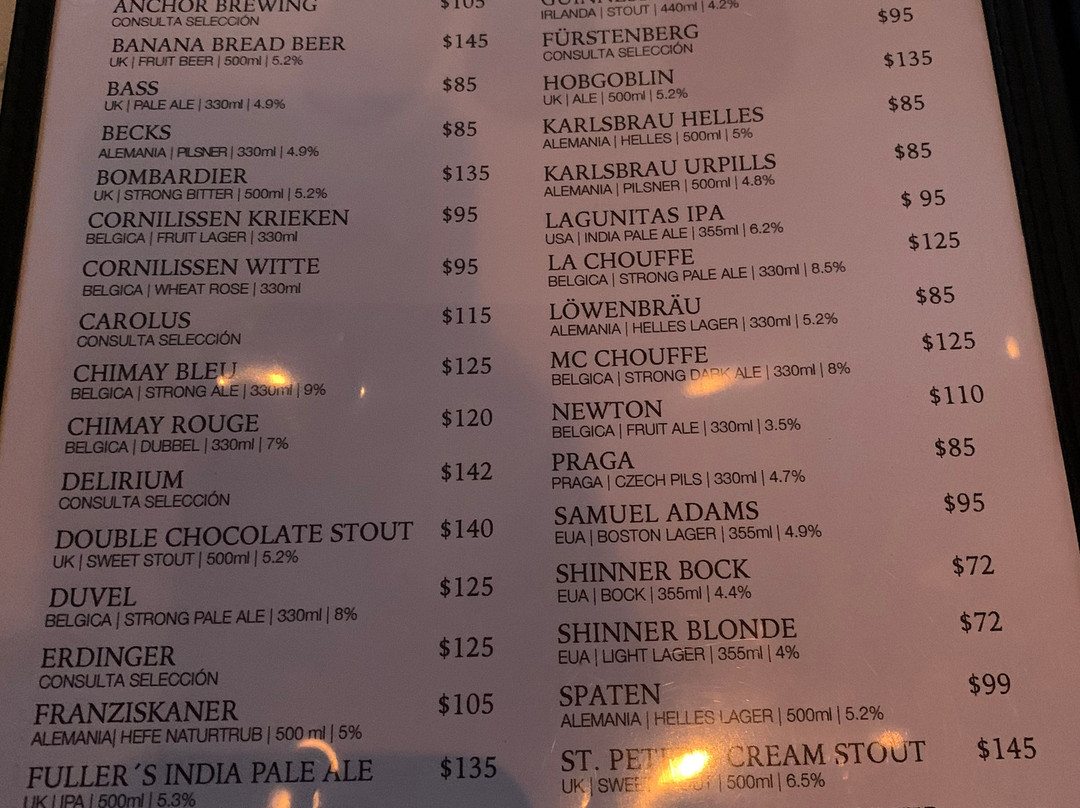 ANCHOR BREWING $105
CONSULTA SELECCIÓN
BANANA BREAD BEER $145
UK | FRUIT BEER | 500ml | 5.2%
BASS $85
UK | PALE ALE | 330ml | 4.9%
BECKS $85
ALEMANIA | PILSNER | 330ml | 4.9%
BOMBARDIER $135
UK | STRONG BITTER | 500ml | 5.2%
CORNILISSEN KRIEKEN $95
BELGICA | FRUIT LAGER | 330ml
CORNILISSEN WITTE $95
BELGICA | WHEAT ROSE | 330ml
CAROLUS $115
CONSULTA SELECCIÓN
CHIMAY BLEU $125
BELGICA | STRONG ALE | 330ml | 9%
CHIMAY ROUGE $120
BELGICA | DUBBEL | 330ml | 7%
DELIRIUM $142
CONSULTA SELECCIÓN
DOUBLE CHOCOLATE STOUT $140
UK | SWEET STOUT | 500ml | 5.2%
DUVEL $125
BELGICA | STRONG PALE ALE | 330ml | 8%
ERDINGER $125
CONSULTA SELECCIÓN
FRANZISKANER $105
ALEMANIA| HEFE NATURTRUB | 500 ml | 5%
FULLER´S INDIA PALE ALE $135
UK | IPA | 500ml | 5.3%
IRLANDA | STOUT | 440ml | 4.2%
FÜRSTENBERG $95
CONSULTA SELECCIÓN
HOBGOBLIN $135
UK | ALE | 500ml | 5.2%
KARLSBRAU HELLES $85
ALEMANIA | HELLES | 500ml | 5%
KARLSBRAU URPILLS $85
ALEMANIA | PILSNER | 500ml | 4.8%
LAGUNITAS IPA $ 95
USA | INDIA PALE ALE | 355ml | 6.2%
LA CHOUFFE $125
BELGICA | STRONG PALE ALE | 330ml | 8.5%
LÖWENBRÄU $85
ALEMANIA | HELLES LAGER | 330ml | 5.2%
MC CHOUFFE $125
BELGICA | STRONG DARK ALE | 330ml | 8%
NEWTON $110
BELGICA | FRUIT ALE | 330ml | 3.5%
PRAGA $85
PRAGA | CZECH PILS | 330ml | 4.7%
SAMUEL ADAMS $95
EUA | BOSTON LAGER | 355ml | 4.9%
SHINNER BOCK $72
EUA | BOCK | 355ml | 4.4%
SHINNER BLONDE $72
EUA | LIGHT LAGER | 355ml | 4%
SPATEN $99
ALEMANIA | HELLES LAGER | 500ml | 5.2%
ST. CREAM STOUT $145
UK | | 500ml | 6.5%